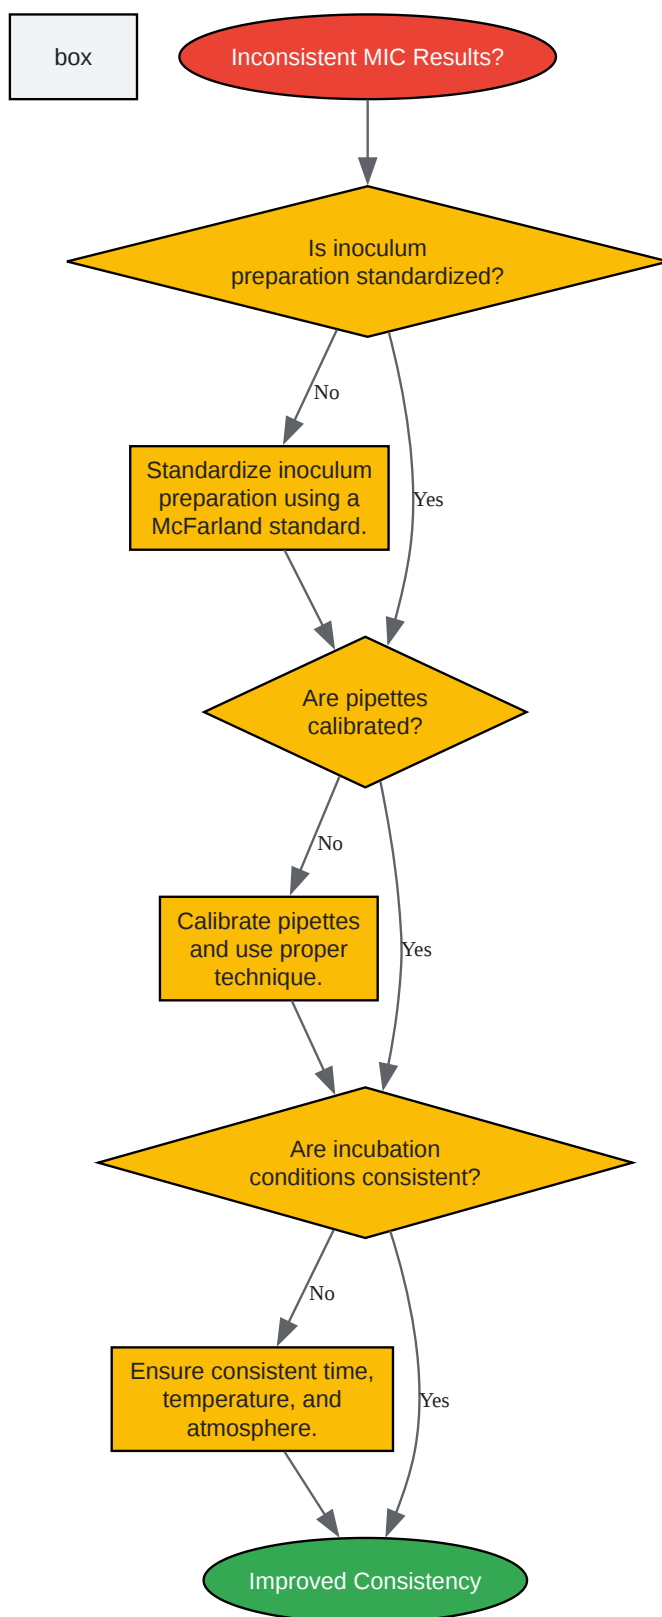 box
Inconsistent MIC Results?
Is inoculum
preparation standardized?
No
Standardize inoculum
preparation using a
McFarland standard.
Yes
Are pipettes
calibrated?
No
Calibrate pipettes
and use proper
technique.
Yes
Are incubation
conditions consistent?
No
Ensure consistent time,
temperature, and
atmosphere.
Yes
Improved Consistency